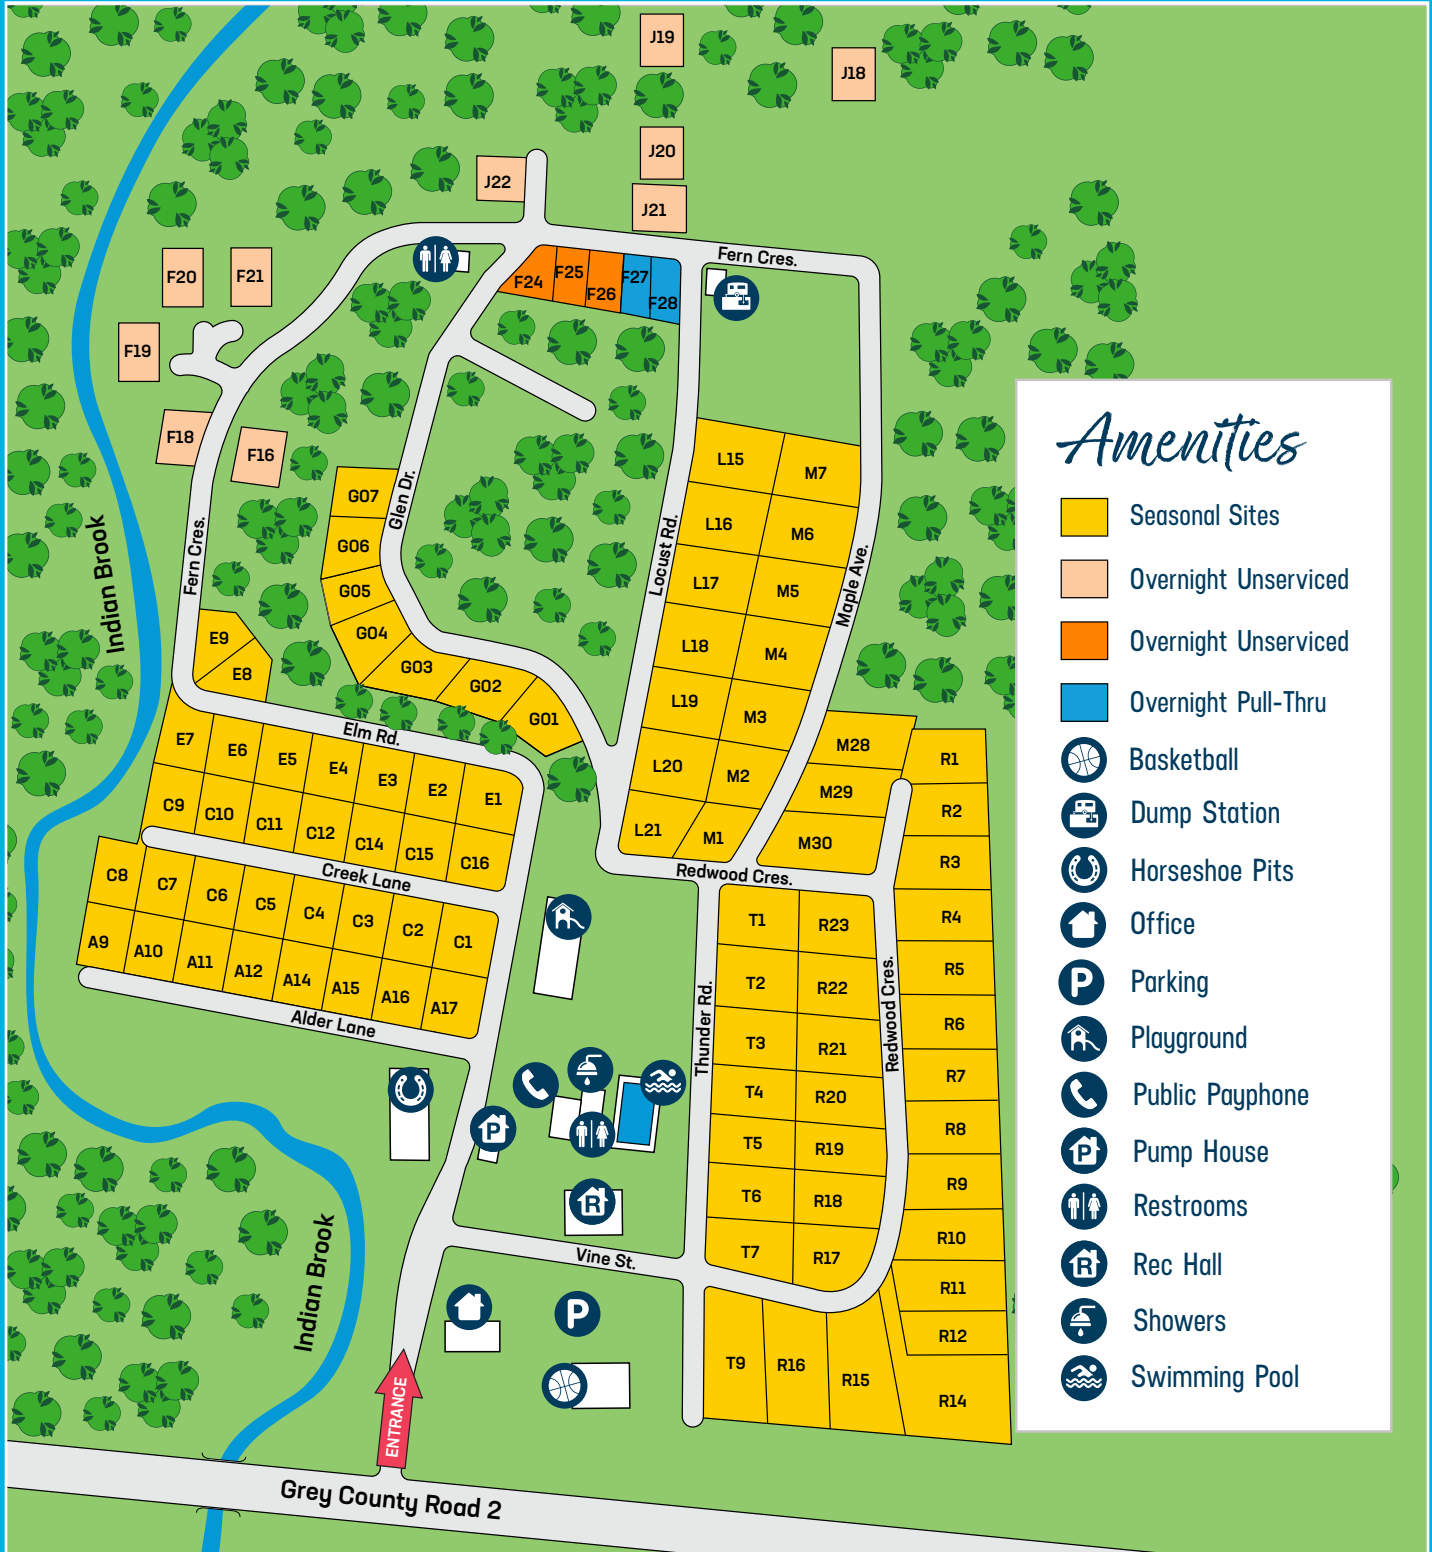 J19
J18
J20
J22
J21
Fern Cres.
F20
F21
F24
F25
F26
F27
F28
F19
F18
F16
Amenities
Seasonal Sites
Overnight Unserviced
Overnight Unserviced
Overnight Pull-Thru
Basketball
Dump Station
Horseshoe Pits
Office
P
Parking
Playground
Public Payphone
P
Pump House
Restrooms
R
Rec Hall
Showers
Swimming Pool
L15
M7
L16
M6
L17
M5
L18
M4
L19
M3
L20
M2
L21
M1
Locust Rd.
Maple Ave.
Glen Dr.
G07
G06
G05
G04
G03
G02
G01
Fern Cres.
Indian Brook
E9
E8
Elm Rd.
E7
E6
E5
E4
E3
E2
E1
C9
C10
C11
C12
C14
C15
C16
Creek Lane
C8
C7
C6
C5
C4
C3
C2
C1
A9
A10
A11
A12
A14
A15
A16
A17
Alder Lane
M28
M29
M30
Redwood Cres.
R1
R2
R3
R4
R5
R6
R7
R8
R9
R10
R11
R12
R14
T1
R23
T2
R22
T3
R21
T4
R20
T5
R19
T6
R18
T7
R17
Thunder Rd.
Redwood Cres.
T9
R16
R15
P
R
Vine St.
P
Indian Brook
ENTRANCE
Grey County Road 2